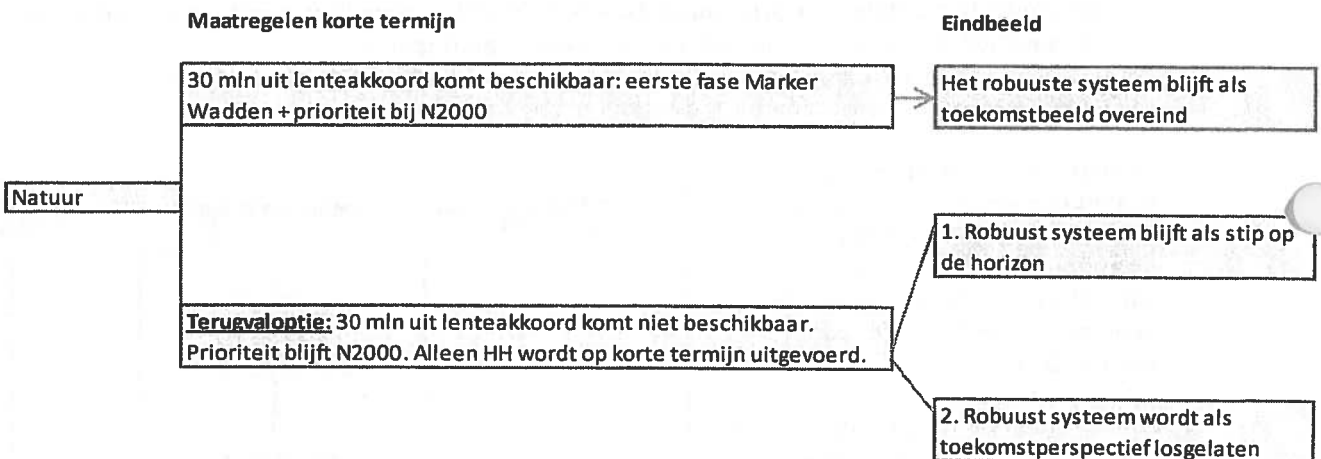 Maatregelen korte termijn
Eindbeeld
30 mln uit lenteakkoord komt beschikbaar: eerste fase Marker
Wadden + prioriteit bij N2000
Het robuuste systeem blijft als
toekomstbeeld overeind
Natuur
1. Robuust systeem blijft als stip op
de horizon
Terugvaloptie: 30 mln uit lenteakkoord komt niet beschikbaar.
Prioriteit blijft N2000. Alleen HH wordt op korte termijn uitgevoerd.
2. Robuust systeem wordt als
toekomstperspectief losgelaten